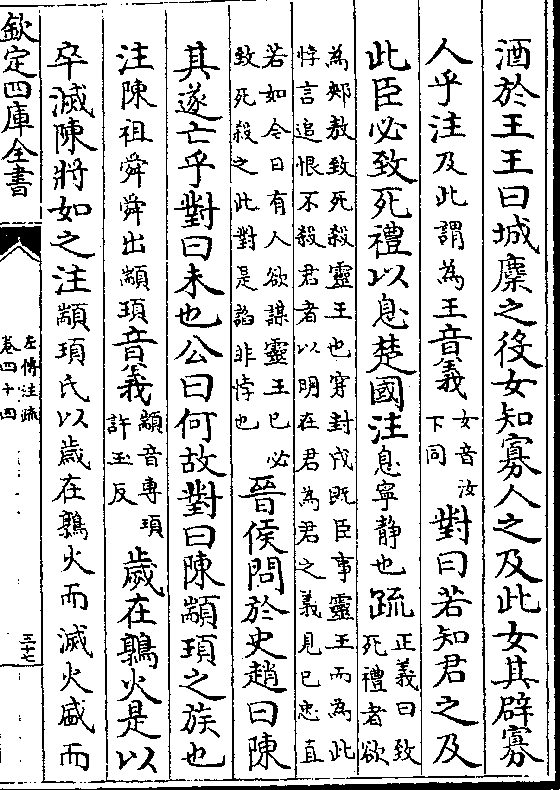 酒於王王曰城麇之役女知寡人之及此女其辟寡
人乎注及此謂為王音義女音汝下同對曰若知君之及
此臣必致死禮以息楚國注息寧静也疏正義曰致死禮者欲
為郟敖致死殺靈王也穿封戌既臣事靈王而為此
悖言追恨不殺君者以明在君為君之義見已忠直
若如今日有人欲謀靈王已必
致死殺之此對是諂非悖也晉侯問於史趙曰陳
其遂亡乎對曰未也公曰何故對曰陳顓頊之族也
注陳祖舜舜出顓頊音義顓音専頊許玉反歲在鶉火是以
卒滅陳將如之注顓頊氏以歲在鶉火而滅火盛而
欽定四庫全書
左傳注疏
卷四十四
三十七